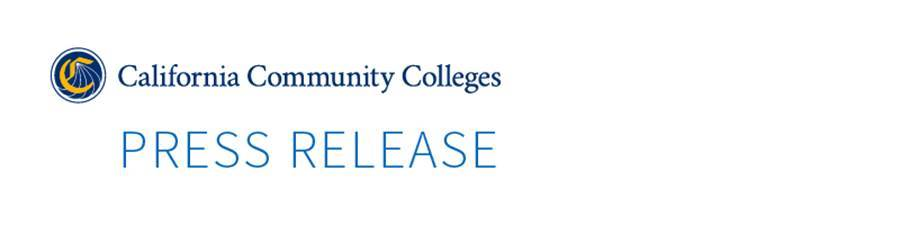 California Community Colleges
PRESS RELEASE